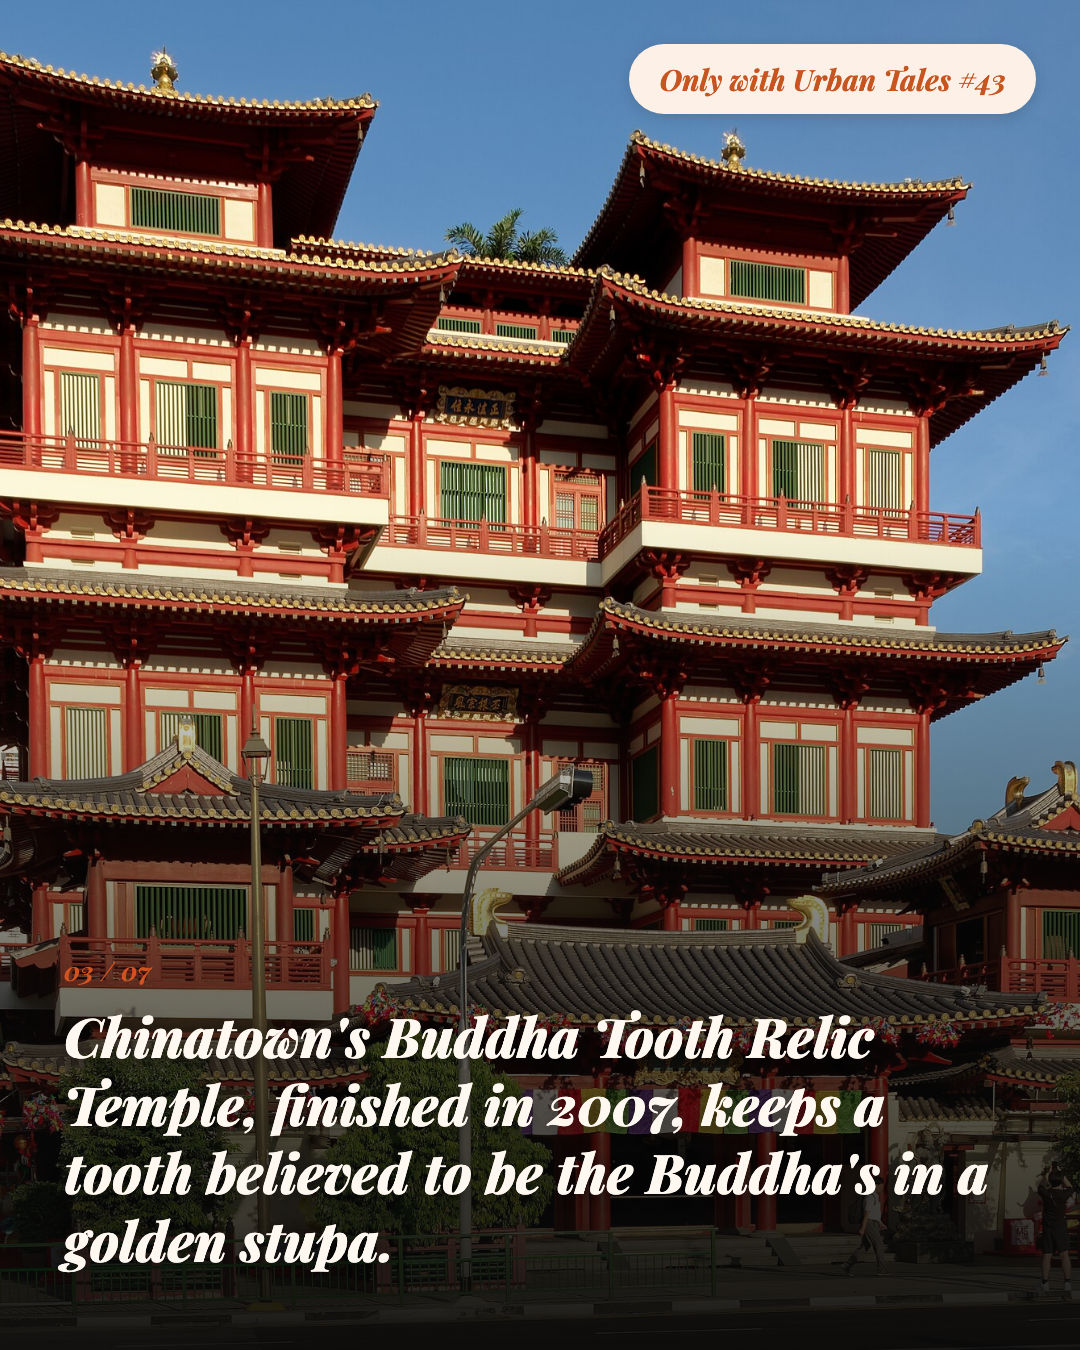 Only with Urban Tales #43
03 / 07
Chinatown's Buddha Tooth Relic
Temple, finished in 2007, keeps a
tooth believed to be the Buddha's in a
golden stupa.